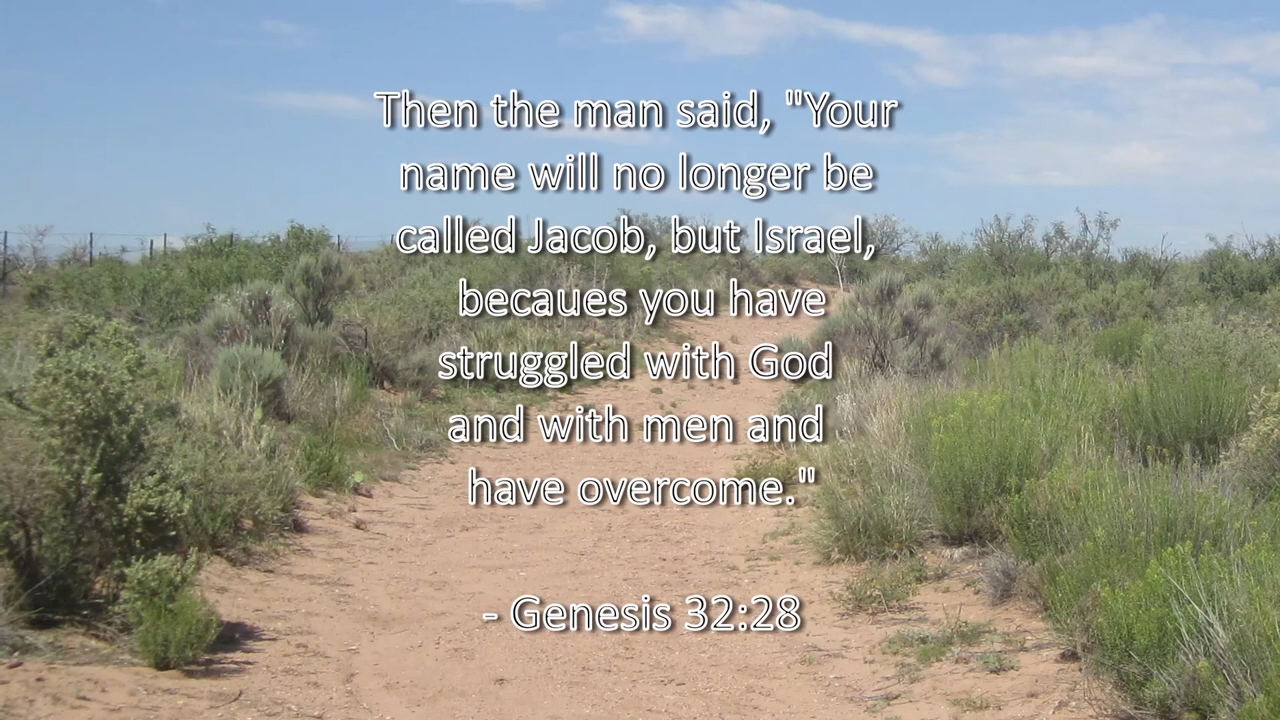 Then the man said, "Your
name will no longer be
called Jacob, but Israel,
becaues you have
struggled with God
and with men and
have overcome."
- Genesis 32:28